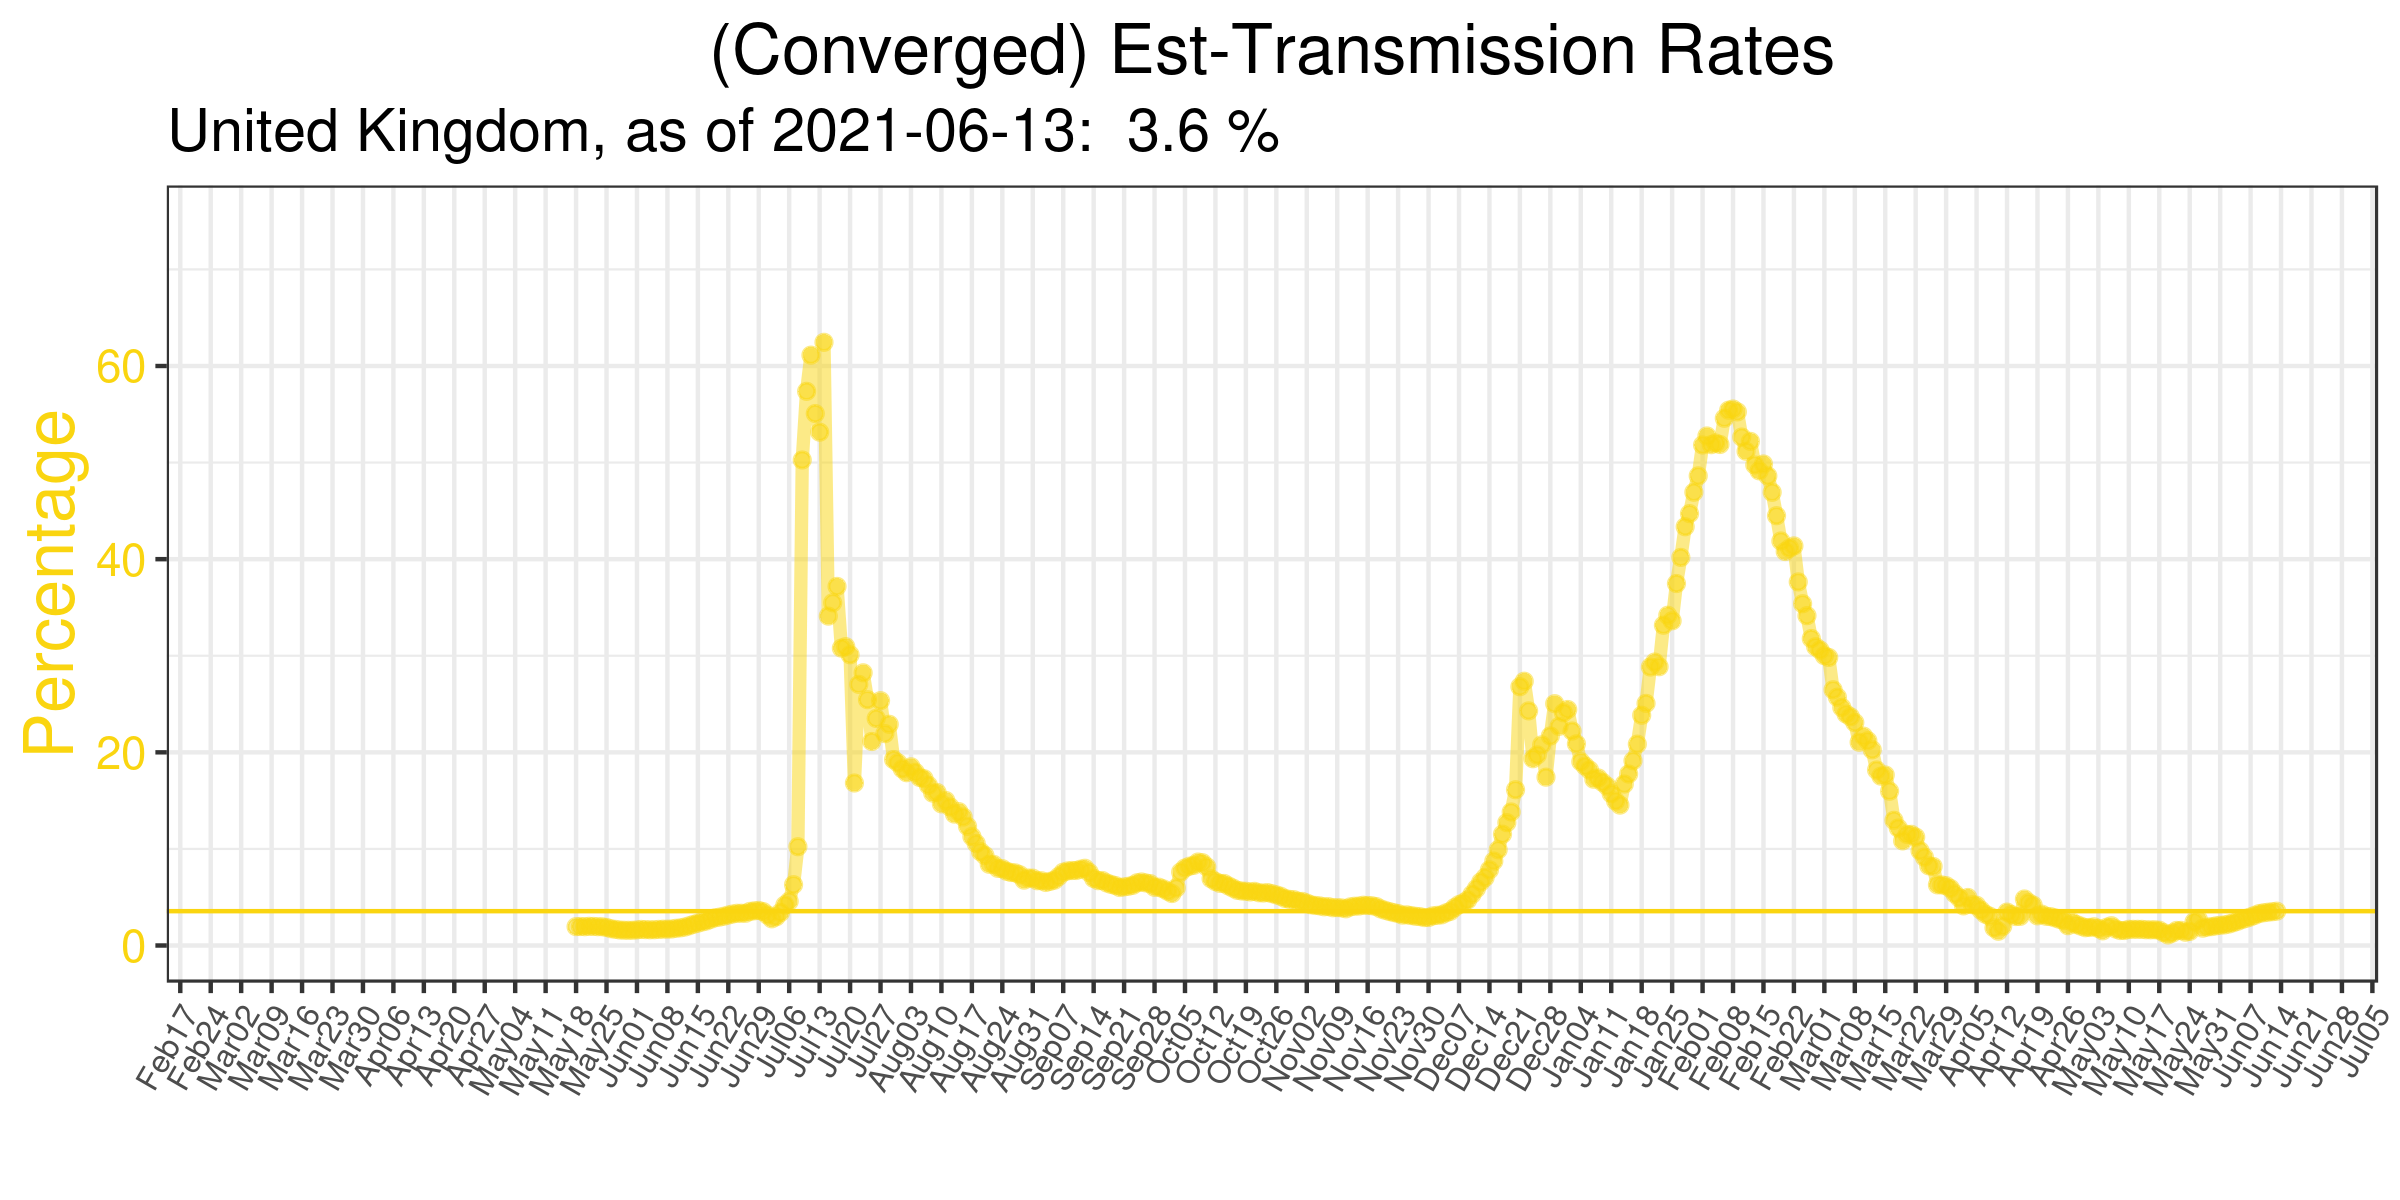 (Converged) Est-Transmission Rates
United Kingdom, as of 2021-06-13:  3.6 %
Percentage
60
40
20
0
Feb17
Feb24
Mar02
Mar09
Mar16
Mar23
Mar30
Apr06
Apr13
Apr20
Apr27
May04
May11
May18
May25
Jun01
Jun08
Jun15
Jun22
Jun29
Jul06
Jul13
Jul20
Jul27
Aug03
Aug10
Aug17
Aug24
Aug31
Sep07
Sep14
Sep21
Sep28
Oct05
Oct12
Oct19
Oct26
Nov02
Nov09
Nov16
Nov23
Nov30
Dec07
Dec14
Dec21
Dec28
Jan04
Jan11
Jan18
Jan25
Feb01
Feb08
Feb15
Feb22
Mar01
Mar08
Mar15
Mar22
Mar29
Apr05
Apr12
Apr19
Apr26
May03
May10
May17
May24
May31
Jun07
Jun14
Jun21
Jun28
Jul05